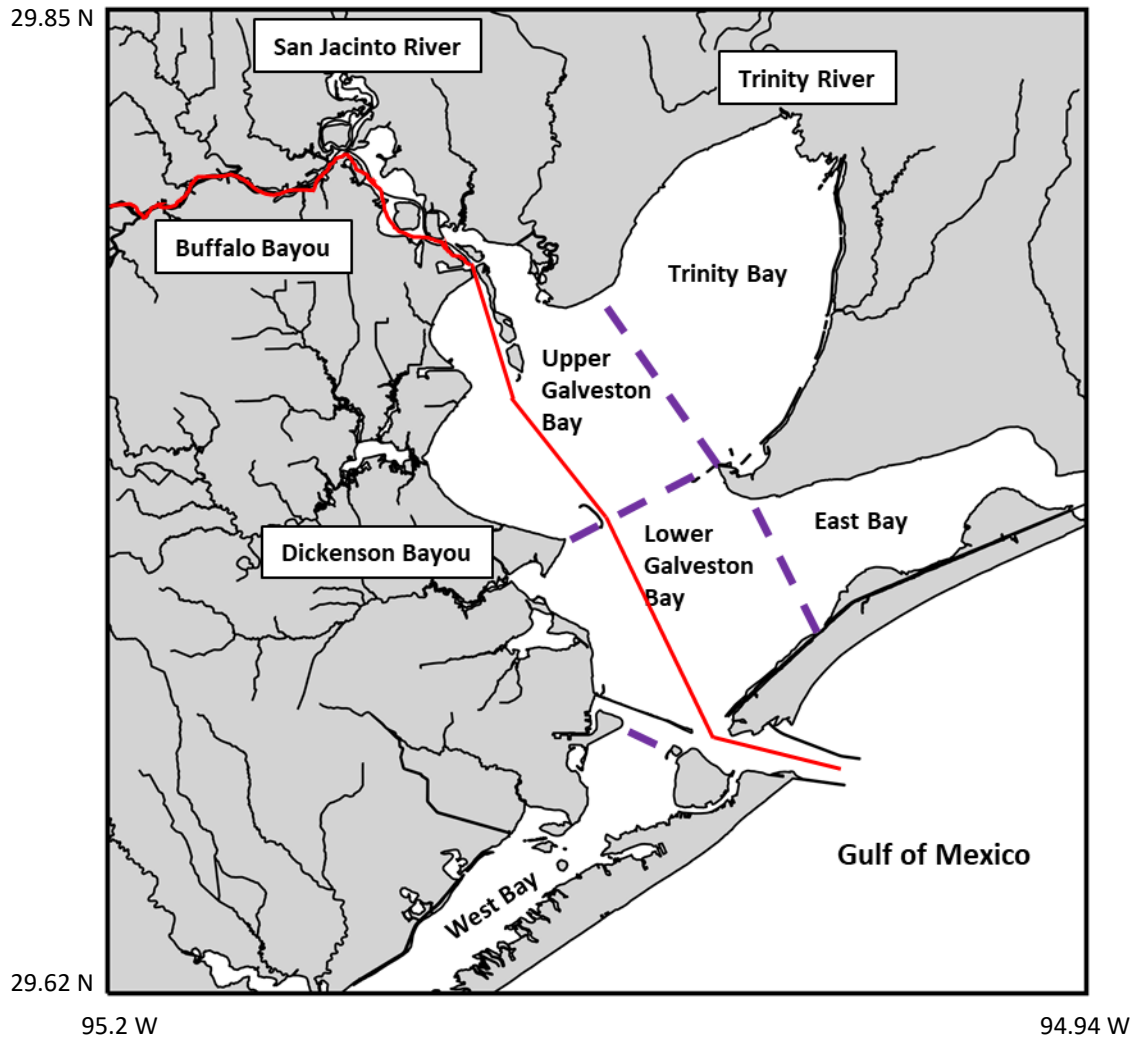 29.85 N
San Jacinto River
Trinity River
Buffalo Bayou
Trinity Bay
Upper
Galveston
Bay
East Bay
Lower
Galveston
Bay
Dickenson Bayou
Gulf of Mexico
West Bay
29.62 N
95.2 W
94.94 W